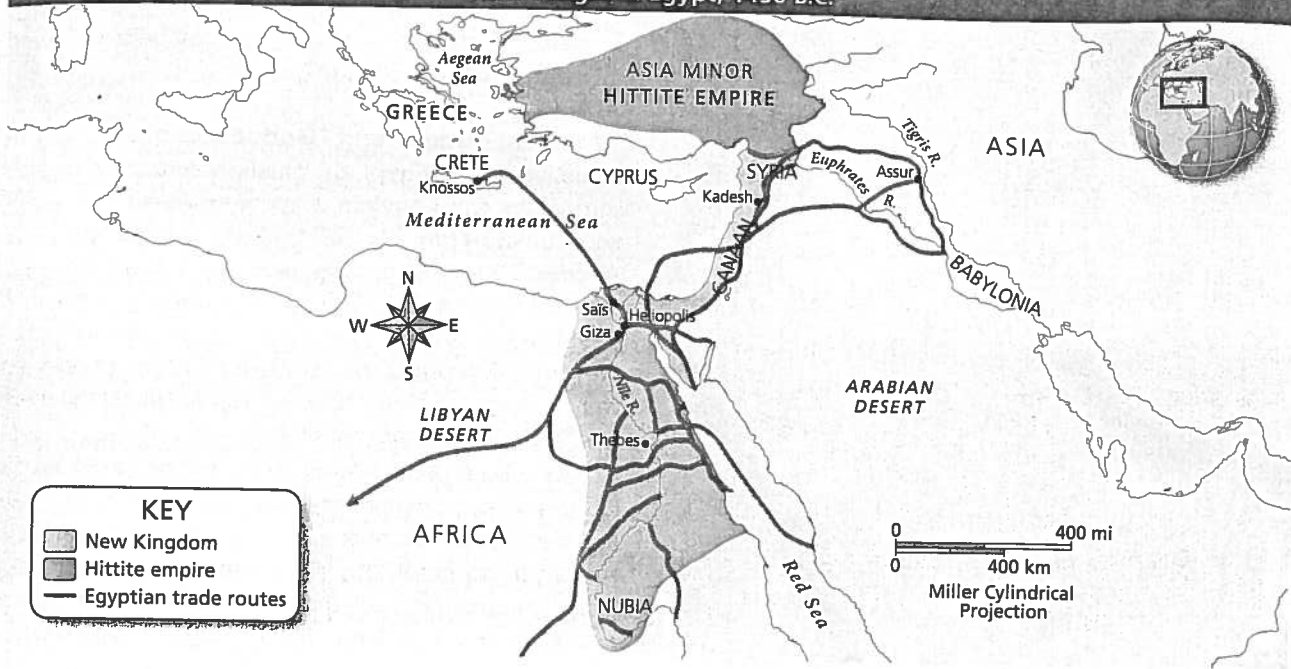 Egypt, 1450 B.C.
Aegean
Sea
ASIA MINOR
HITTITE EMPIRE
GREECE
Tigris R.
ASIA
CRETE
Knossos
CYPRUS
SYRIA
Euphrates
R.
Assur
Kadesh
Mediterranean Sea
CANAAN
BABYLONIA
N
W
E
S
Saïs
Heliopolis
Giza
Nile R.
LIBYAN
DESERT
Thebes
ARABIAN
DESERT
AFRICA
NUBIA
Red Sea
KEY
New Kingdom
Hittite empire
Egyptian trade routes
0
400 mi
0
400 km
Miller Cylindrical
Projection